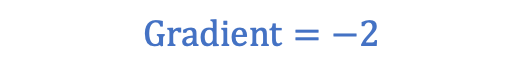 Gradient = −2